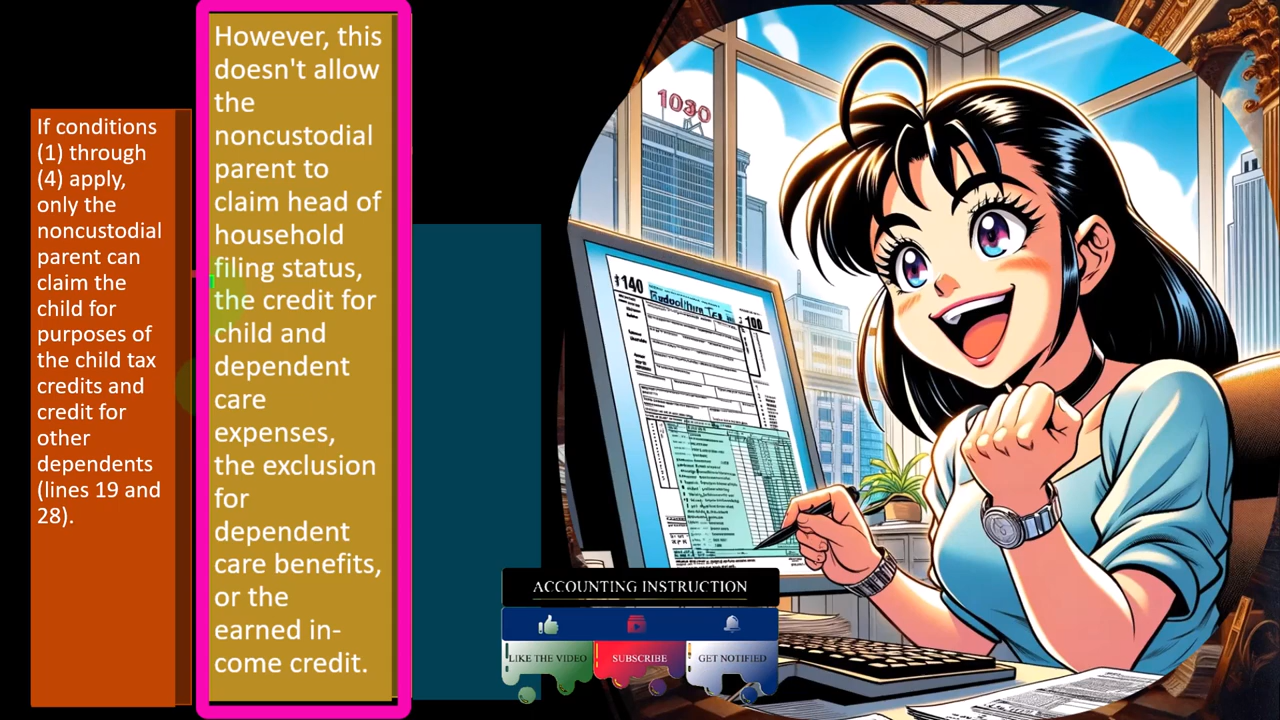 If conditions
(1) through
(4) apply,
only the
noncustodial
parent can
claim the
child for
purposes of
the child tax
credits and
credit for
other
dependents
(lines 19 and
28).
However, this
doesn't allow
the
noncustodial
parent to
claim head of
household
filing status,
the credit for
child and
dependent
care
expenses,
the exclusion
for
dependent
care benefits,
or the
earned in-
come credit.
1030
$140
100
ACCOUNTING INSTRUCTION
LIKE THE VIDEO
SUBSCRIBE
GET NOTIFIED